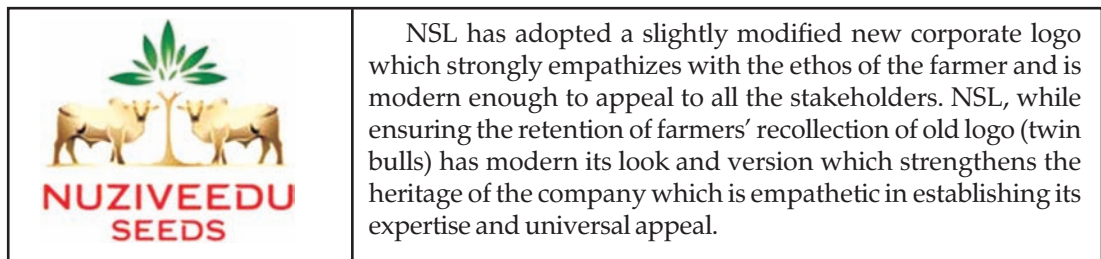 NUZIVEEDU
SEEDS
NSL has adopted a slightly modified new corporate logo
which strongly empathizes with the ethos of the farmer and is
modern enough to appeal to all the stakeholders. NSL, while
ensuring the retention of farmers’ recollection of old logo (twin
bulls) has modern its look and version which strengthens the
heritage of the company which is empathetic in establishing its
expertise and universal appeal.